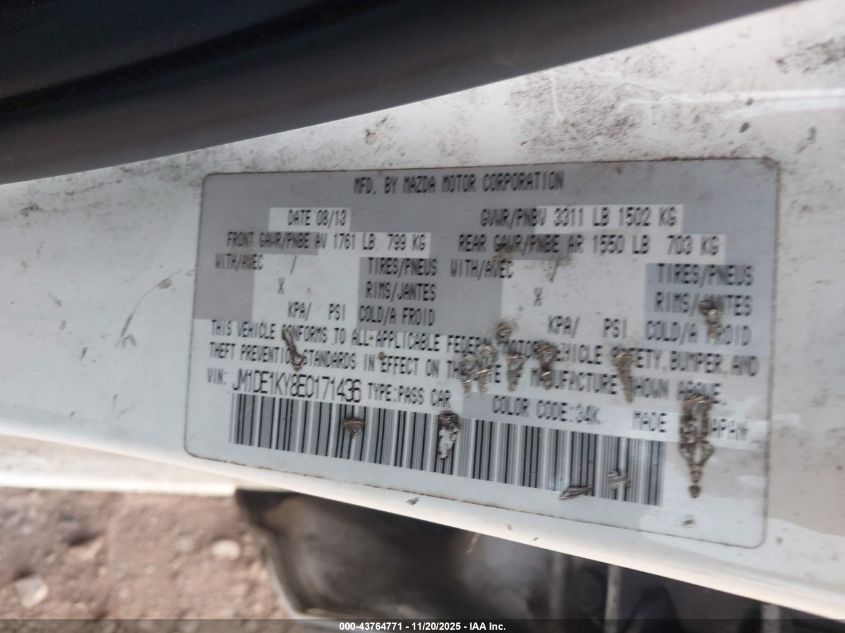 MFD. BY MAZDA MOTOR CORPORATION
DATE 08/13 GVWR/PNBV 3311 LB 1502 KG
FRONT GAWR/PNBE AV 1761 LB 799 KG REAR GAWR/PNBE AR 1550 LB 703 KG
WITH/AVEC / TIRES/PNEUS WITH/AVEC / TIRES/PNEUS
X RIMS/JANTES X RIMS/JANTES
KPA/ PSI COLD/A FROID KPA/ PSI COLD/A FROID
THIS VEHICLE CONFORMS TO ALL APPLICABLE FEDERAL MOTOR VEHICLE SAFETY, BUMPER, AND
THEFT PREVENTION STANDARDS IN EFFECT ON THE OF MANUFACTURE SHOWN ABOVE.
VIN: JM1DE1KY8E0171436 TYPE:PASS CAR COLOR CODE:34K MADE JAPAN
000-43764771 — 11/20/2025 — IAA Inc.